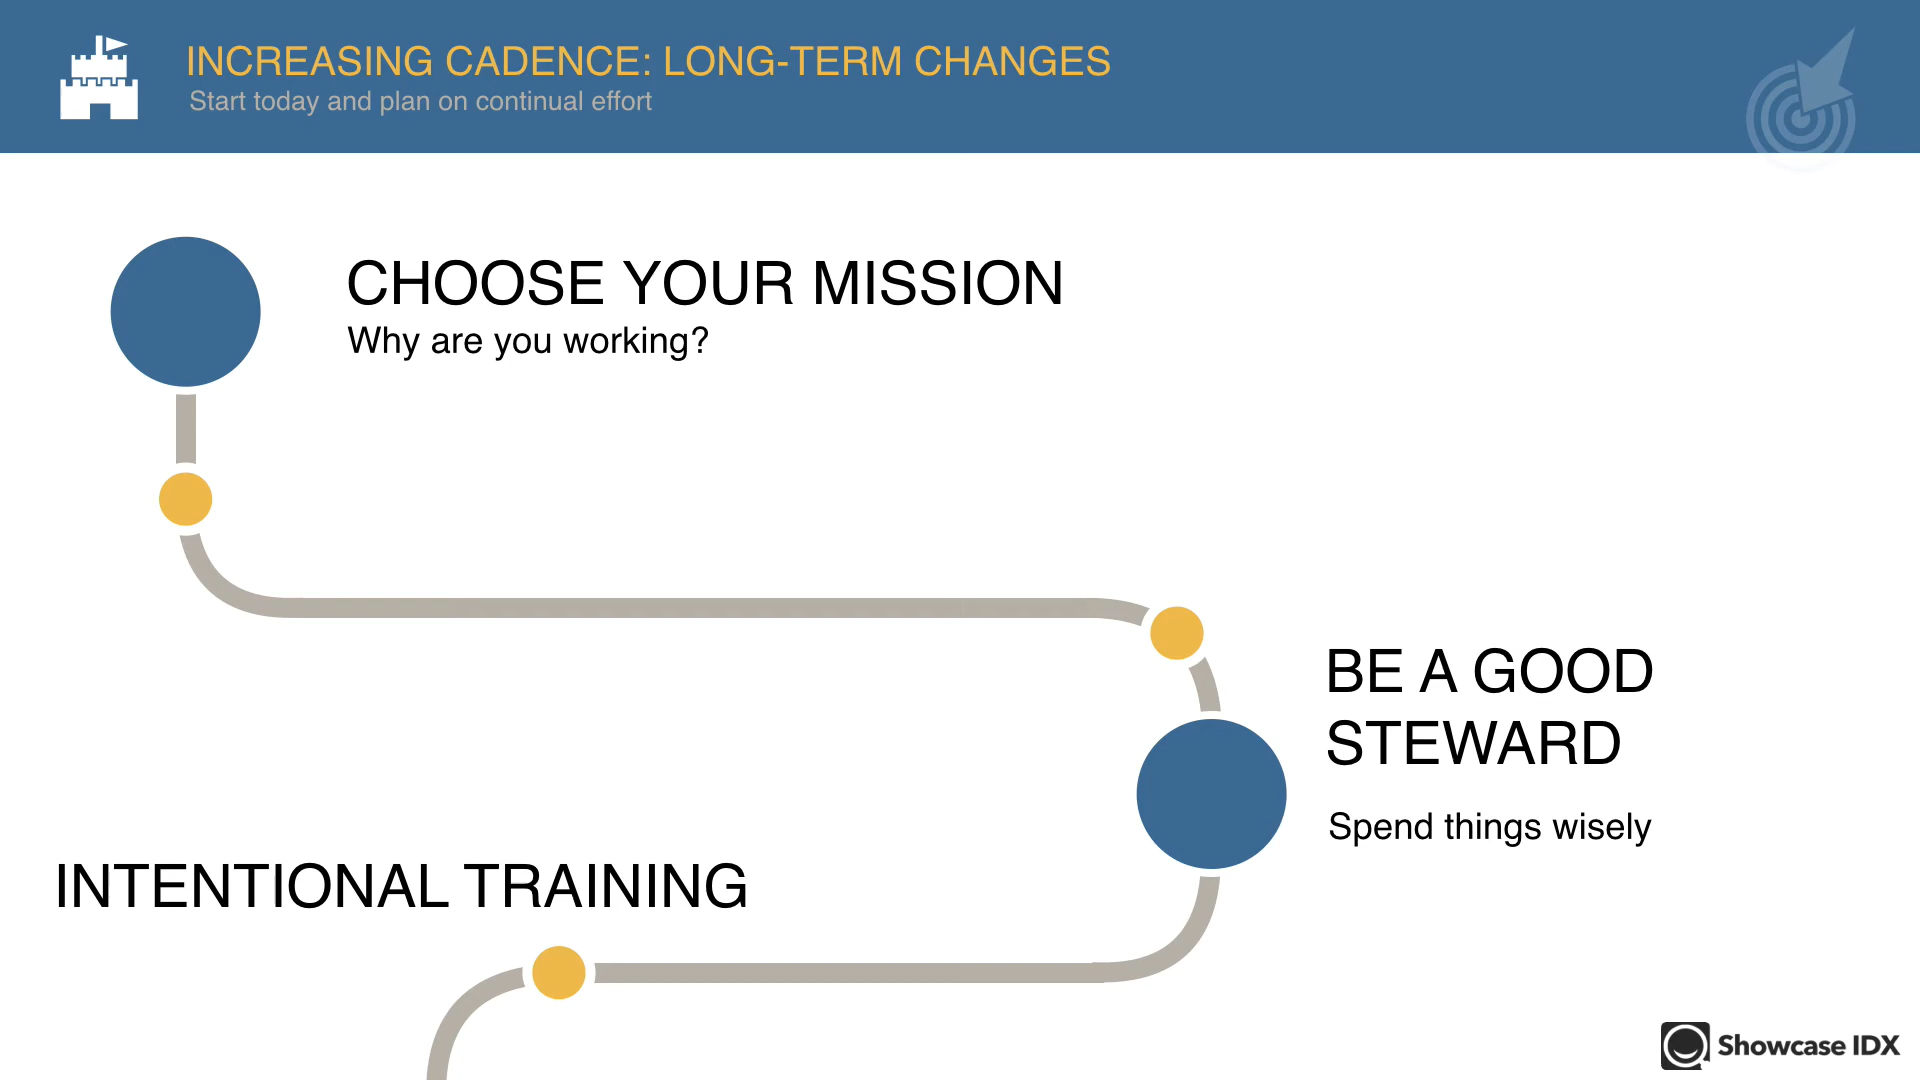 INCREASING CADENCE: LONG-TERM CHANGES
Start today and plan on continual effort
CHOOSE YOUR MISSION
Why are you working?
BE A GOOD
STEWARD
Spend things wisely
INTENTIONAL TRAINING
Showcase IDX